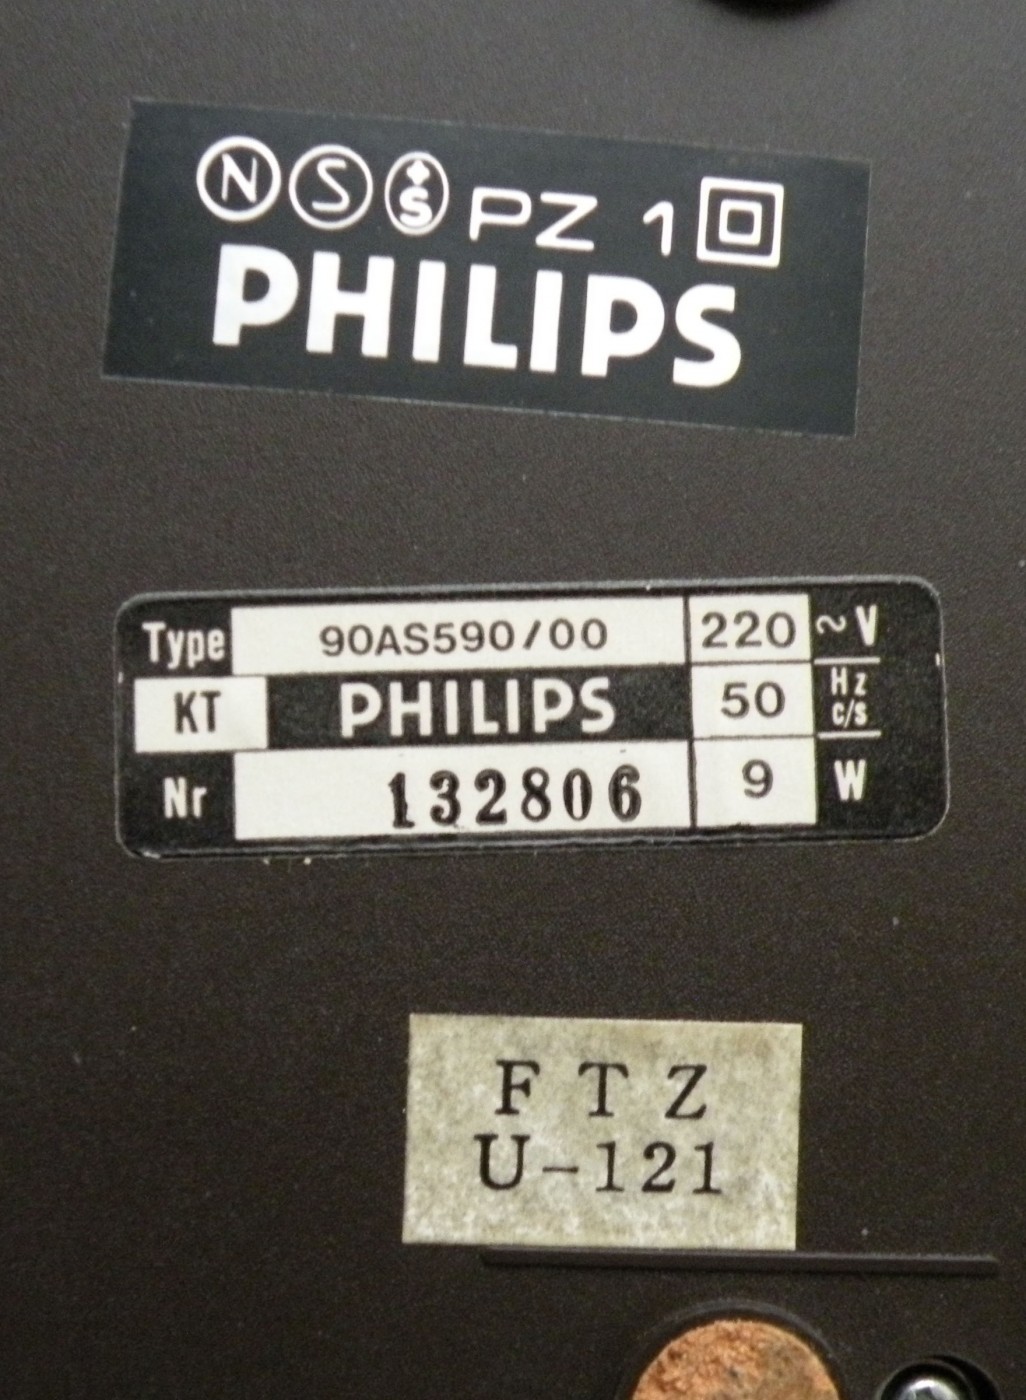 N S S PZ 1
PHILIPS
Type 90AS590/00 220 ~ V
KT PHILIPS 50 Hz c/s
Nr 132806 9 W
F T Z
U-121